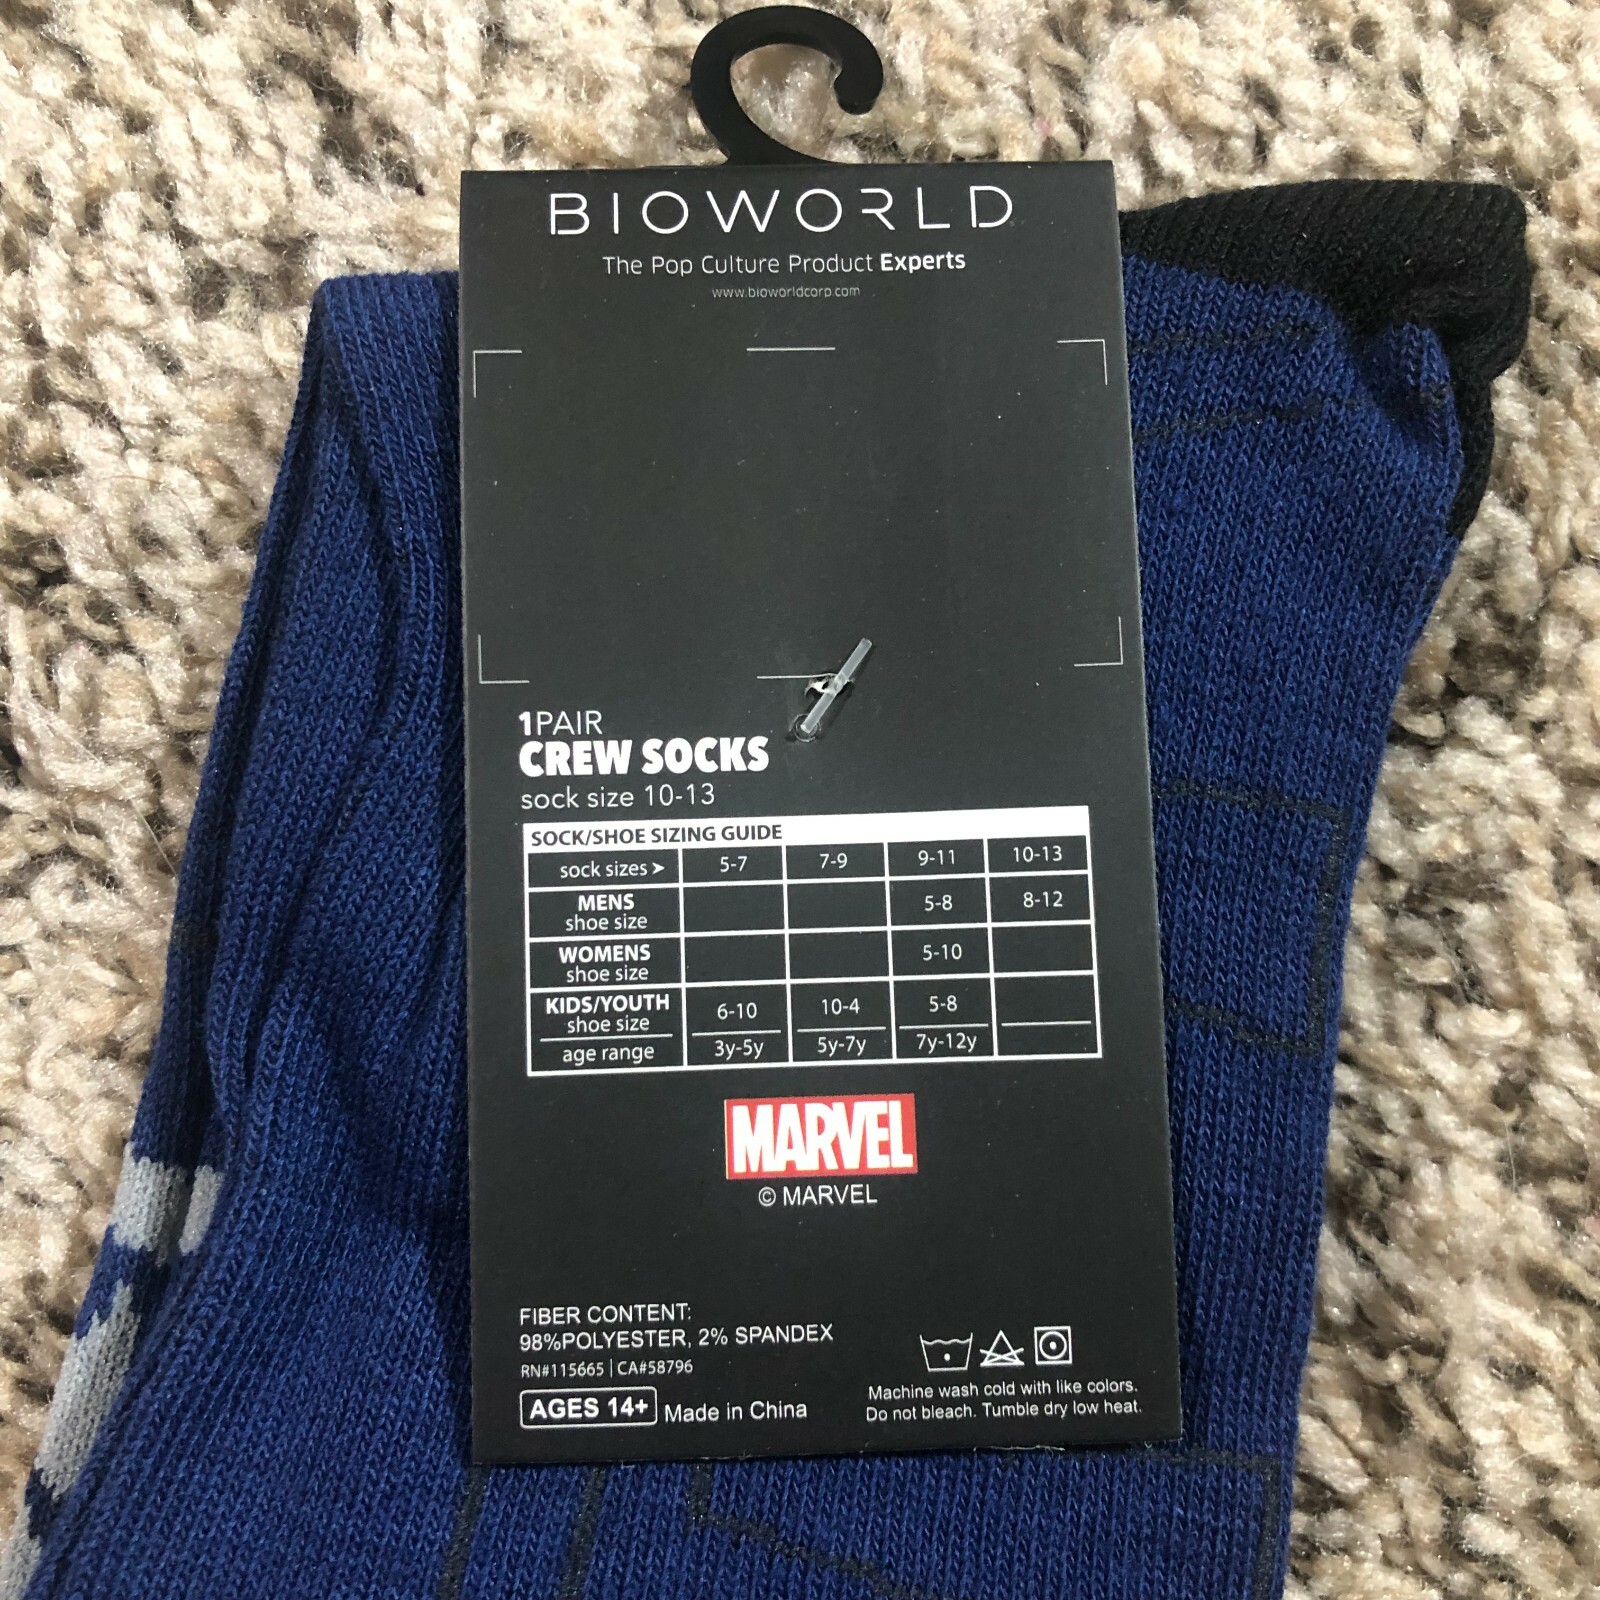 BIOWORLD
The Pop Culture Product Experts
www.bioworldcorp.com
1PAIR
CREW SOCKS
sock size 10-13
SOCK/SHOE SIZING GUIDE
sock sizes ➤ 5-7 7-9 9-11 10-13
MENS
shoe size 5-8 8-12
WOMENS
shoe size 5-10
KIDS/YOUTH
shoe size 6-10 10-4 5-8
age range 3y-5y 5y-7y 7y-12y
MARVEL
© MARVEL
FIBER CONTENT:
98%POLYESTER, 2% SPANDEX
RN#115665 | CA#58796
AGES 14+ Made in China
Machine wash cold with like colors.
Do not bleach. Tumble dry low heat.